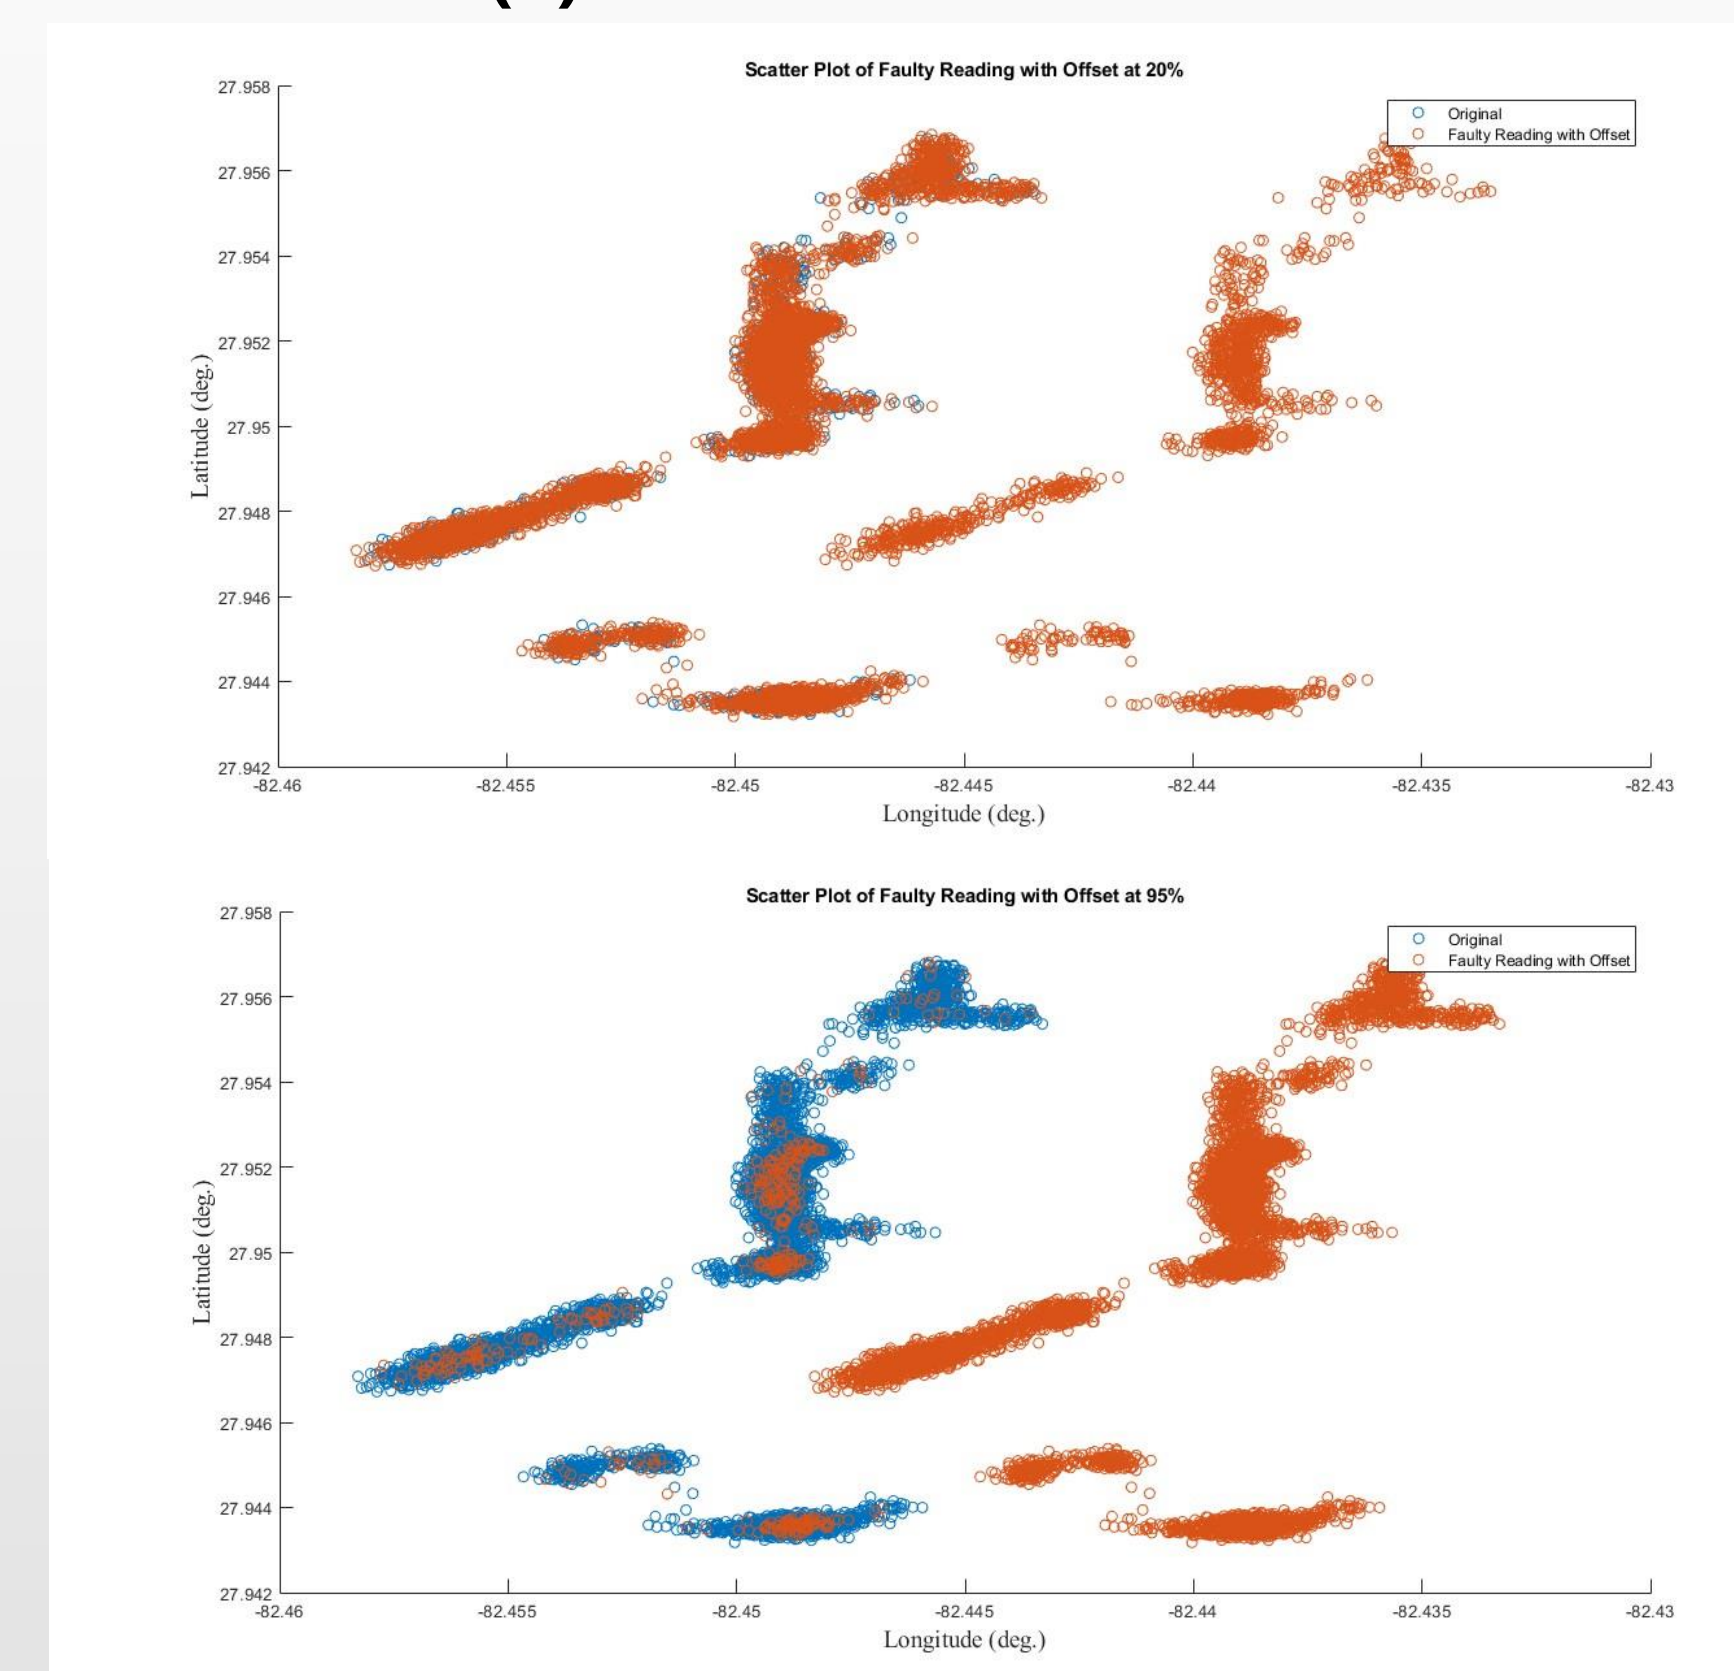 Scatter Plot of Faulty Reading with Offset at 20%
27.958
Original
Faulty Reading with Offset
27.956
27.954
27.952
27.95
27.948
27.946
27.944
27.942
Latitude (deg.)
-82.46 -82.455 -82.45 -82.445 -82.44 -82.435 -82.43
Longitude (deg.)
Scatter Plot of Faulty Reading with Offset at 95%
27.958
Original
Faulty Reading with Offset
27.956
27.954
27.952
27.95
27.948
27.946
27.944
27.942
Latitude (deg.)
-82.46 -82.455 -82.45 -82.445 -82.44 -82.435 -82.43
Longitude (deg.)